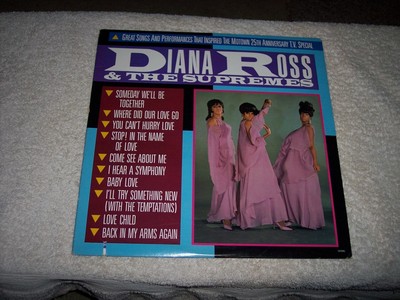 GREAT SONGS AND PERFORMANCES THAT INSPIRED THE MOTOWN 25TH ANNIVERSARY T.V. SPECIAL
DIANA ROSS
& THE SUPREMES
SOMEDAY WE'LL BE
TOGETHER
WHERE DID OUR LOVE GO
YOU CAN'T HURRY LOVE
STOP! IN THE NAME
OF LOVE
COME SEE ABOUT ME
I HEAR A SYMPHONY
BABY LOVE
I'LL TRY SOMETHING NEW
(WITH THE TEMPTATIONS)
LOVE CHILD
BACK IN MY ARMS AGAIN